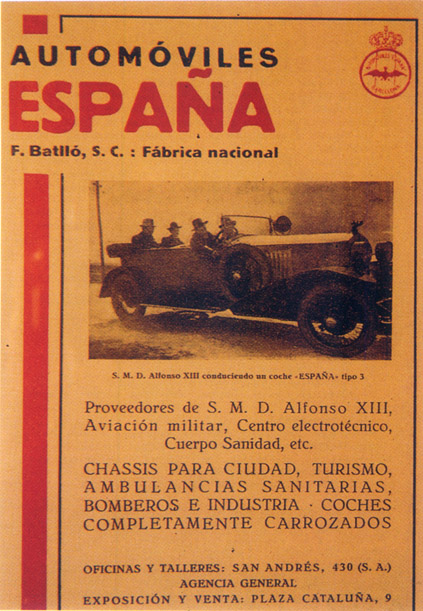 AUTOMÓVILES
ESPAÑA
F. Batlló, S. C. : Fábrica nacional
S. M. D. Alfonso XIII conduciendo un coche «ESPAÑA» tipo 3
Proveedores de S. M. D. Alfonso XIII,
Aviación militar, Centro electrotécnico,
Cuerpo Sanidad, etc.
CHASSIS PARA CIUDAD, TURISMO,
AMBULANCIAS SANITARIAS,
BOMBEROS E INDUSTRIA · COCHES
COMPLETAMENTE CARROZADOS
OFICINAS Y TALLERES: SAN ANDRÉS, 430 (S. A.)
AGENCIA GENERAL
EXPOSICIÓN Y VENTA: PLAZA CATALUÑA, 9